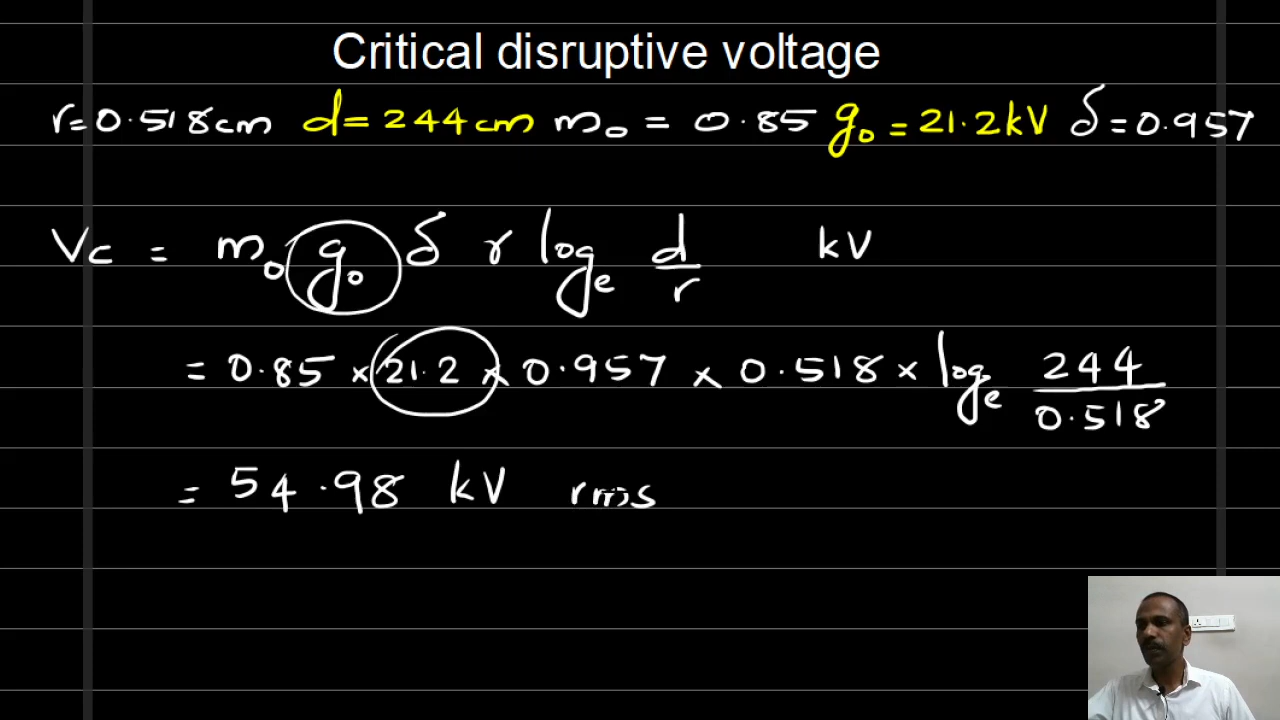 Critical disruptive voltage
r=0.518cm d=244cm m₀ = 0.85 g₀ = 21.2kV δ=0.957
Vc = m₀ g₀ δ r logₑ d/r kV
= 0.85 × 21.2 × 0.957 × 0.518 × logₑ 244/0.518
= 54.98 kV rms